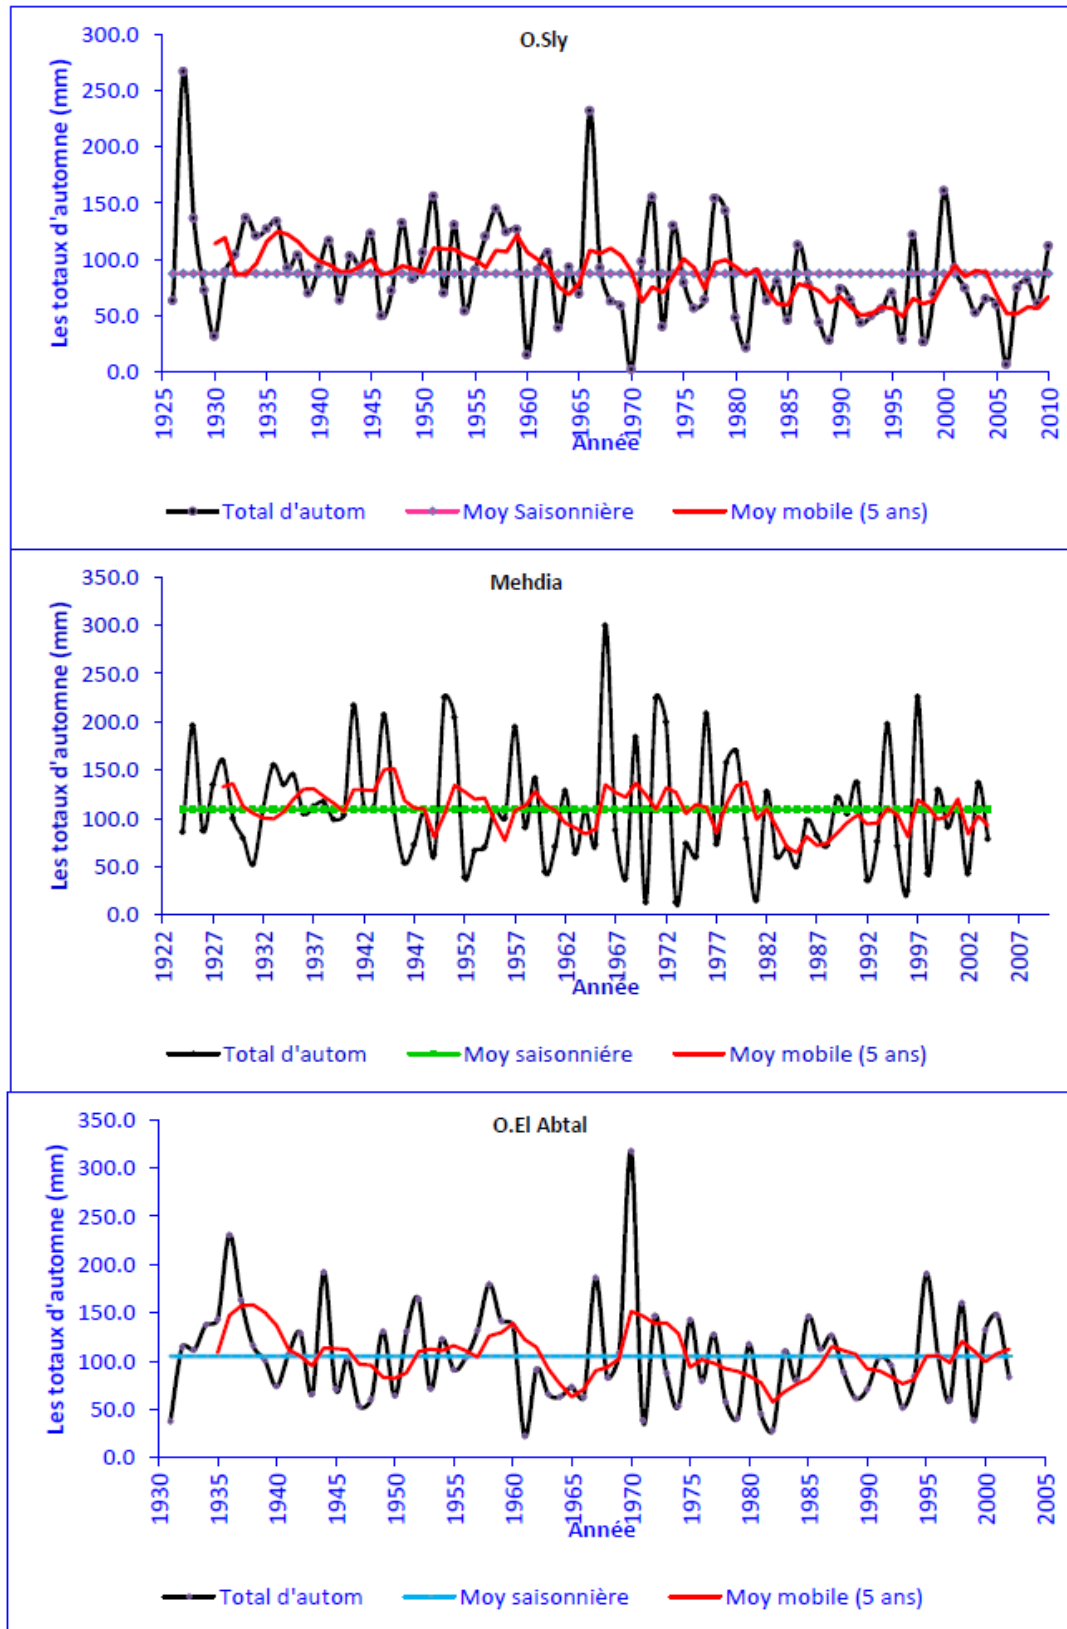 O.Sly
Les totaux d'automne (mm)
300.0
250.0
200.0
150.0
100.0
50.0
0.0
1925 1930 1935 1940 1945 1950 1955 1960 1965 1970 1975 1980 1985 1990 1995 2000 2005 2010
Année
Total d'autom Moy Saisonnière Moy mobile (5 ans)
Mehdia
Les totaux d'automne (mm)
350.0
300.0
250.0
200.0
150.0
100.0
50.0
0.0
1922 1927 1932 1937 1942 1947 1952 1957 1962 1967 1972 1977 1982 1987 1992 1997 2002 2007
Année
Total d'autom Moy saisonniére Moy mobile (5 ans)
O.El Abtal
Les totaux d'automne (mm)
350.0
300.0
250.0
200.0
150.0
100.0
50.0
0.0
1930 1935 1940 1945 1950 1955 1960 1965 1970 1975 1980 1985 1990 1995 2000 2005
Année
Total d'autom Moy saisonnière Moy mobile (5 ans)